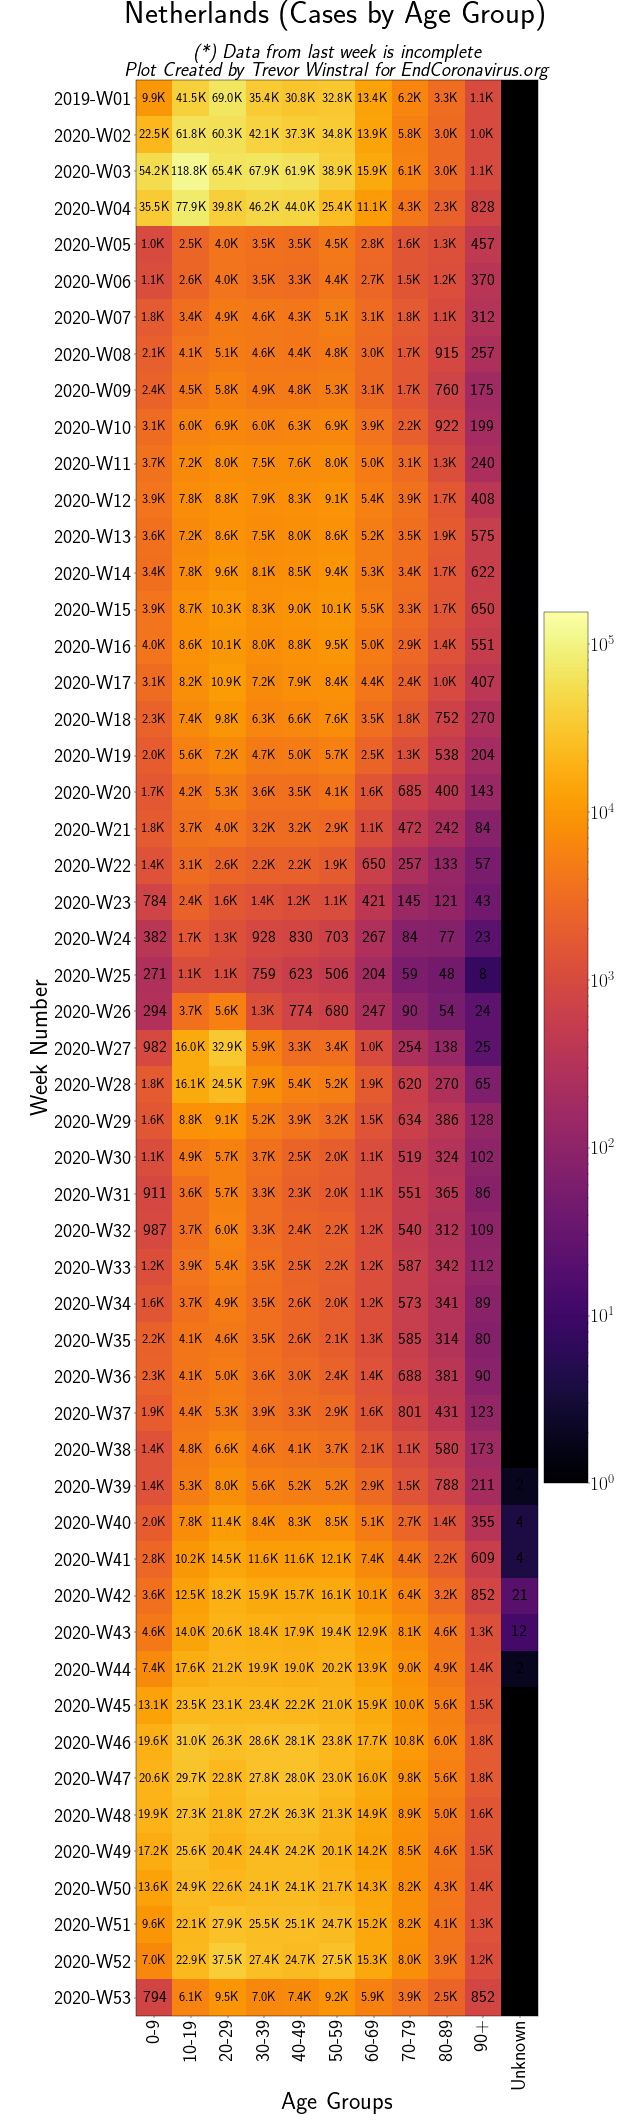 Netherlands (Cases by Age Group)
(*) Data from last week is incomplete
Plot Created by Trevor Winstral for EndCoronavirus.org
2019-W01 9.9K 41.5K 69.0K 35.4K 30.8K 32.8K 13.4K 6.2K 3.3K 1.1K
2020-W02 22.5K 61.8K 60.3K 42.1K 37.3K 34.8K 13.9K 5.8K 3.0K 1.0K
2020-W03 54.2K 118.8K 65.4K 67.9K 61.9K 38.9K 15.9K 6.1K 3.0K 1.1K
2020-W04 35.5K 77.9K 39.8K 46.2K 44.0K 25.4K 11.1K 4.3K 2.3K 828
2020-W05 1.0K 2.5K 4.0K 3.5K 3.5K 4.5K 2.8K 1.6K 1.3K 457
2020-W06 1.1K 2.6K 4.0K 3.5K 3.3K 4.4K 2.7K 1.5K 1.2K 370
2020-W07 1.8K 3.4K 4.9K 4.6K 4.3K 5.1K 3.1K 1.8K 1.1K 312
2020-W08 2.1K 4.1K 5.1K 4.6K 4.4K 4.8K 3.0K 1.7K 915 257
2020-W09 2.4K 4.5K 5.8K 4.9K 4.8K 5.3K 3.1K 1.7K 760 175
2020-W10 3.1K 6.0K 6.9K 6.0K 6.3K 6.9K 3.9K 2.2K 922 199
2020-W11 3.7K 7.2K 8.0K 7.5K 7.6K 8.0K 5.0K 3.1K 1.3K 240
2020-W12 3.9K 7.8K 8.8K 7.9K 8.3K 9.1K 5.4K 3.9K 1.7K 408
2020-W13 3.6K 7.2K 8.6K 7.5K 8.0K 8.6K 5.2K 3.5K 1.9K 575
2020-W14 3.4K 7.8K 9.6K 8.1K 8.5K 9.4K 5.3K 3.4K 1.7K 622
2020-W15 3.9K 8.7K 10.3K 8.3K 9.0K 10.1K 5.5K 3.3K 1.7K 650
2020-W16 4.0K 8.6K 10.1K 8.0K 8.8K 9.5K 5.0K 2.9K 1.4K 551
2020-W17 3.1K 8.2K 10.9K 7.2K 7.9K 8.4K 4.4K 2.4K 1.0K 407
2020-W18 2.3K 7.4K 9.8K 6.3K 6.6K 7.6K 3.5K 1.8K 752 270
2020-W19 2.0K 5.6K 7.2K 4.7K 5.0K 5.7K 2.5K 1.3K 538 204
2020-W20 1.7K 4.2K 5.3K 3.6K 3.5K 4.1K 1.6K 685 400 143
2020-W21 1.8K 3.7K 4.0K 3.2K 3.2K 2.9K 1.1K 472 242 84
2020-W22 1.4K 3.1K 2.6K 2.2K 2.2K 1.9K 650 257 133 57
2020-W23 784 2.4K 1.6K 1.4K 1.2K 1.1K 421 145 121 43
2020-W24 382 1.7K 1.3K 928 830 703 267 84 77 23
2020-W25 271 1.1K 1.1K 759 623 506 204 59 48 8
2020-W26 294 3.7K 5.6K 1.3K 774 680 247 90 54 24
2020-W27 982 16.0K 32.9K 5.9K 3.3K 3.4K 1.0K 254 138 25
2020-W28 1.8K 16.1K 24.5K 7.9K 5.4K 5.2K 1.9K 620 270 65
2020-W29 1.6K 8.8K 9.1K 5.2K 3.9K 3.2K 1.5K 634 386 128
2020-W30 1.1K 4.9K 5.7K 3.7K 2.5K 2.0K 1.1K 519 324 102
2020-W31 911 3.6K 5.7K 3.3K 2.3K 2.0K 1.1K 551 365 86
2020-W32 987 3.7K 6.0K 3.3K 2.4K 2.2K 1.2K 540 312 109
2020-W33 1.2K 3.9K 5.4K 3.5K 2.5K 2.2K 1.2K 587 342 112
2020-W34 1.6K 3.7K 4.9K 3.5K 2.6K 2.0K 1.2K 573 341 89
2020-W35 2.2K 4.1K 4.6K 3.5K 2.6K 2.1K 1.3K 585 314 80
2020-W36 2.3K 4.1K 5.0K 3.6K 3.0K 2.4K 1.4K 688 381 90
2020-W37 1.9K 4.4K 5.3K 3.9K 3.3K 2.9K 1.6K 801 431 123
2020-W38 1.4K 4.8K 6.6K 4.6K 4.1K 3.7K 2.1K 1.1K 580 173
2020-W39 1.4K 5.3K 8.0K 5.6K 5.2K 5.2K 2.9K 1.5K 788 211 2
2020-W40 2.0K 7.8K 11.4K 8.4K 8.3K 8.5K 5.1K 2.7K 1.4K 355 4
2020-W41 2.8K 10.2K 14.5K 11.6K 11.6K 12.1K 7.4K 4.4K 2.2K 609 4
2020-W42 3.6K 12.5K 18.2K 15.9K 15.7K 16.1K 10.1K 6.4K 3.2K 852 21
2020-W43 4.6K 14.0K 20.6K 18.4K 17.9K 19.4K 12.9K 8.1K 4.6K 1.3K 12
2020-W44 7.4K 17.6K 21.2K 19.9K 19.0K 20.2K 13.9K 9.0K 4.9K 1.4K 2
2020-W45 13.1K 23.5K 23.1K 23.4K 22.2K 21.0K 15.9K 10.0K 5.6K 1.5K
2020-W46 19.6K 31.0K 26.3K 28.6K 28.1K 23.8K 17.7K 10.8K 6.0K 1.8K
2020-W47 20.6K 29.7K 22.8K 27.8K 28.0K 23.0K 16.0K 9.8K 5.6K 1.8K
2020-W48 19.9K 27.3K 21.8K 27.2K 26.3K 21.3K 14.9K 8.9K 5.0K 1.6K
2020-W49 17.2K 25.6K 20.4K 24.4K 24.2K 20.1K 14.2K 8.5K 4.6K 1.5K
2020-W50 13.6K 24.9K 22.6K 24.1K 24.1K 21.7K 14.3K 8.2K 4.3K 1.4K
2020-W51 9.6K 22.1K 27.9K 25.5K 25.1K 24.7K 15.2K 8.2K 4.1K 1.3K
2020-W52 7.0K 22.9K 37.5K 27.4K 24.7K 27.5K 15.3K 8.0K 3.9K 1.2K
2020-W53 794 6.1K 9.5K 7.0K 7.4K 9.2K 5.9K 3.9K 2.5K 852
0-9 10-19 20-29 30-39 40-49 50-59 60-69 70-79 80-89 90+ Unknown
Age Groups
Week Number
10^5
10^4
10^3
10^2
10^1
10^0